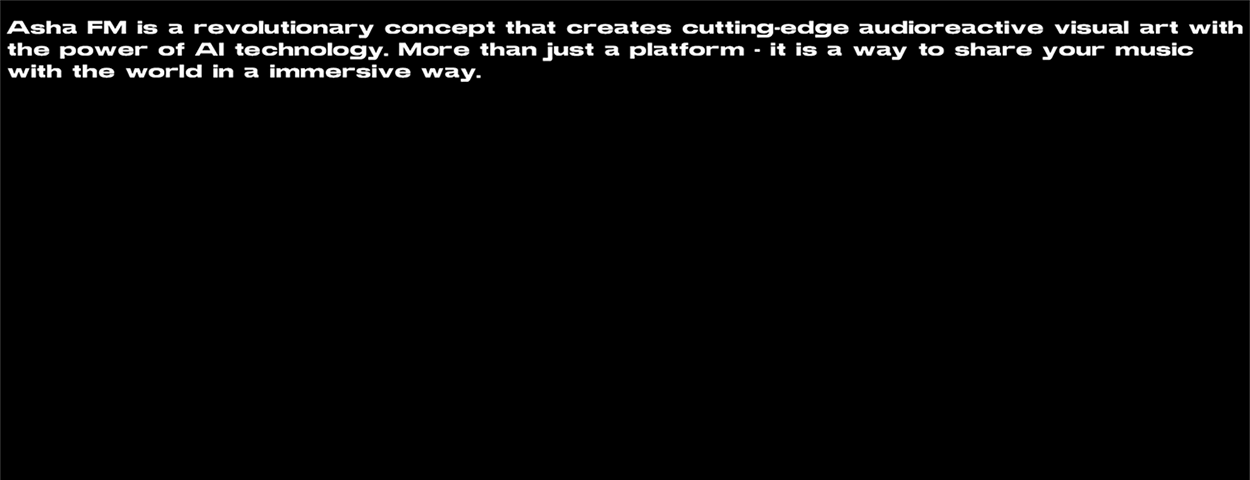 Asha FM is a revolutionary concept that creates cutting-edge audioreactive visual art with
the power of AI technology. More than just a platform - it is a way to share your music
with the world in a immersive way.